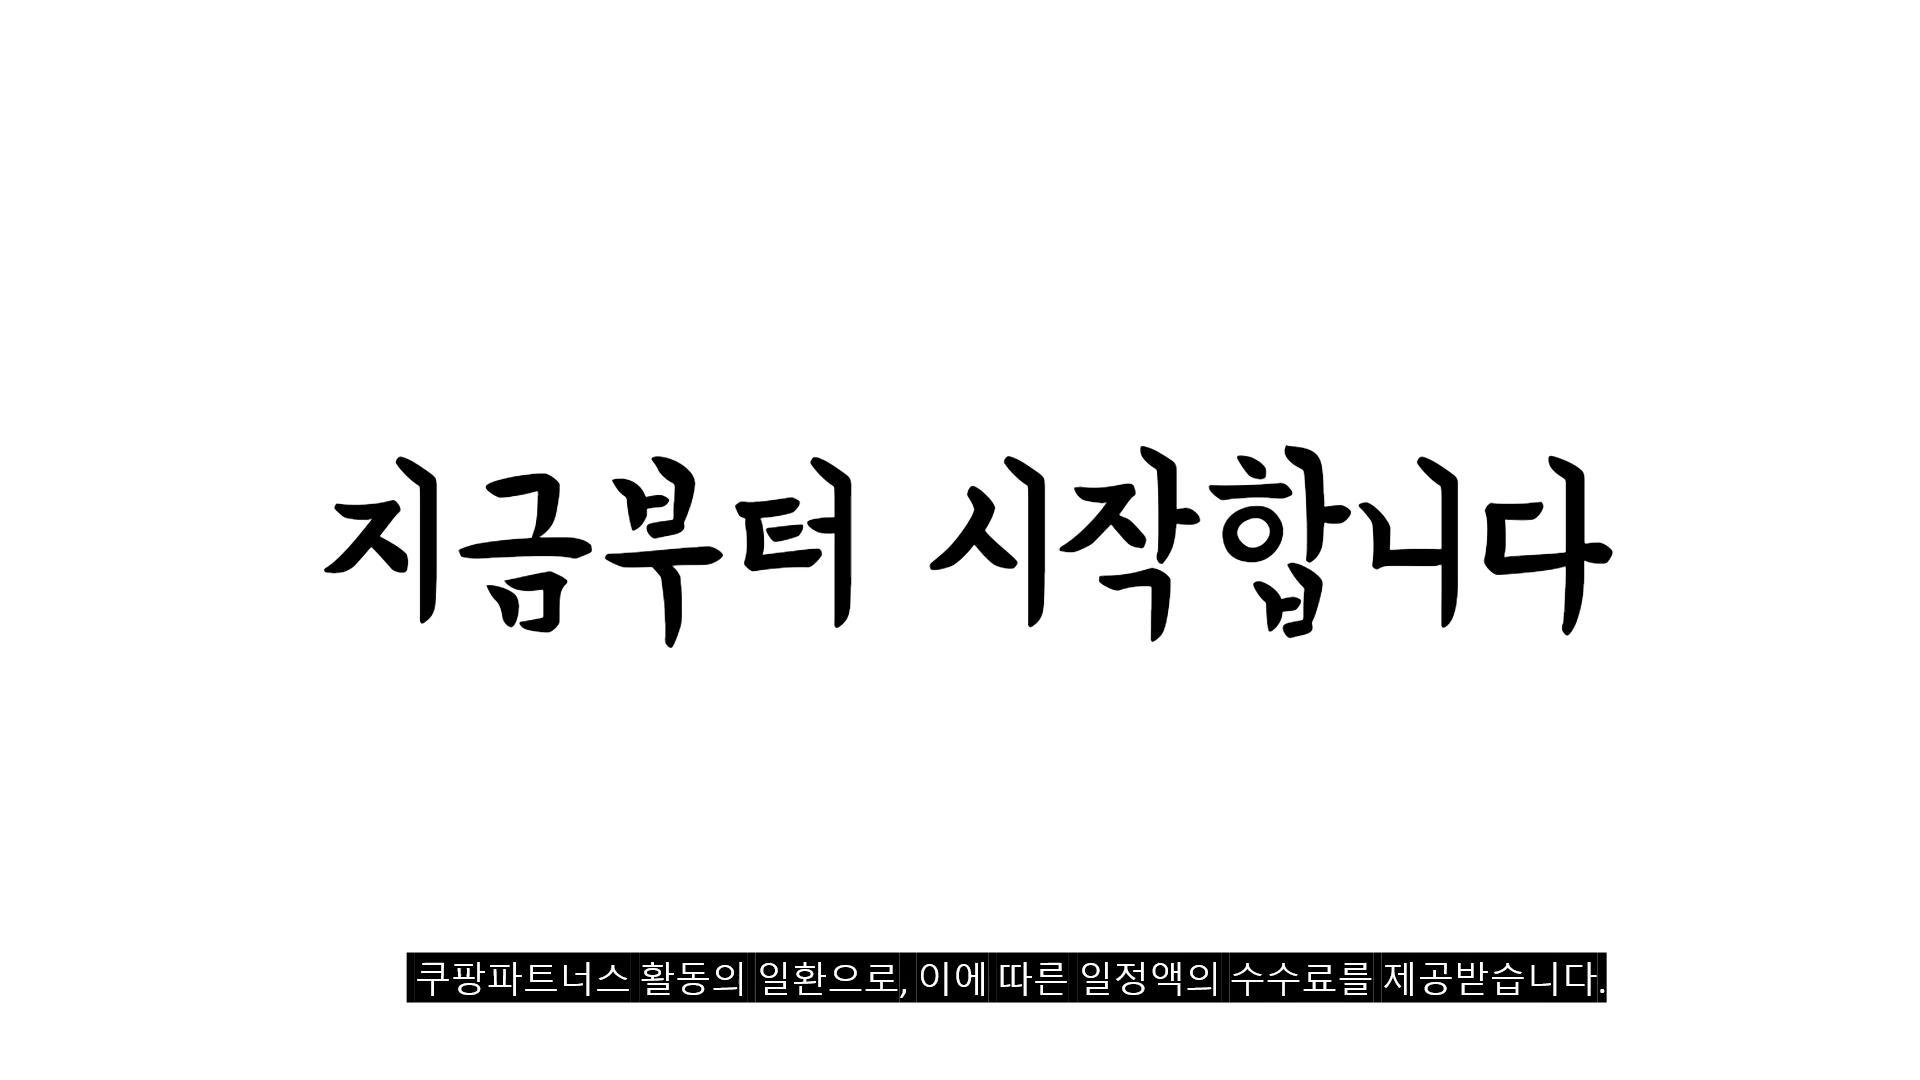 지금부터 시작합니다
쿠팡파트너스 활동의 일환으로, 이에 따른 일정액의 수수료를 제공받습니다.